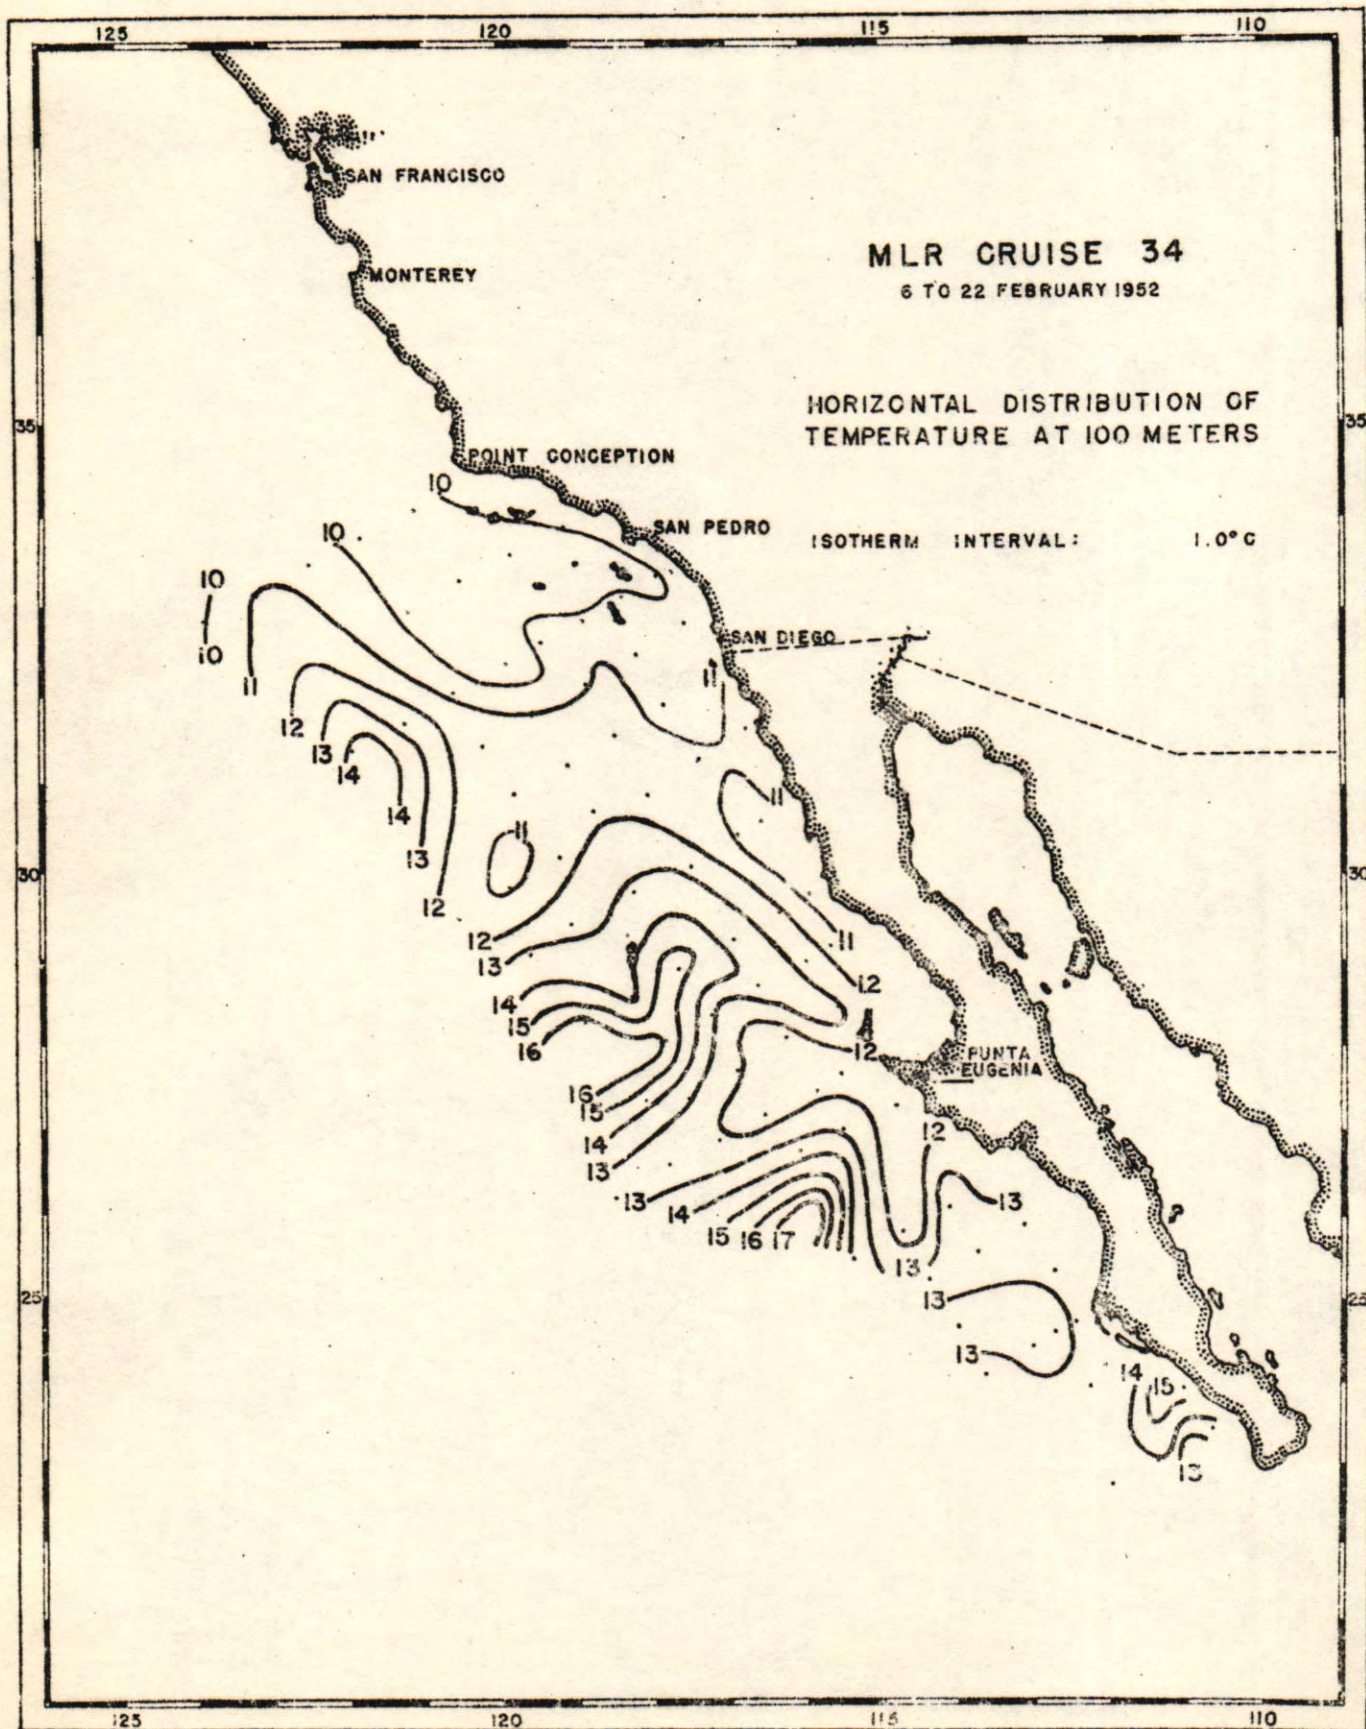 125 120 115 110
SAN FRANCISCO
MLR CRUISE 34
MONTEREY
6 TO 22 FEBRUARY 1952
HORIZONTAL DISTRIBUTION OF
35 35
TEMPERATURE AT 100 METERS
POINT CONCEPTION
10
SAN PEDRO
10
ISOTHERM INTERVAL: 1.0° C
10
SAN DIEGO
10
11
11
12
13
14
11
14
11
13
30 30
12
12
11
13
12
14
15
16
12
PUNTA
EUGENIA
16
15
12
14
13
13
13
14
15 16 17
13
25 25
13
13
14
15
13
125 120 115 110